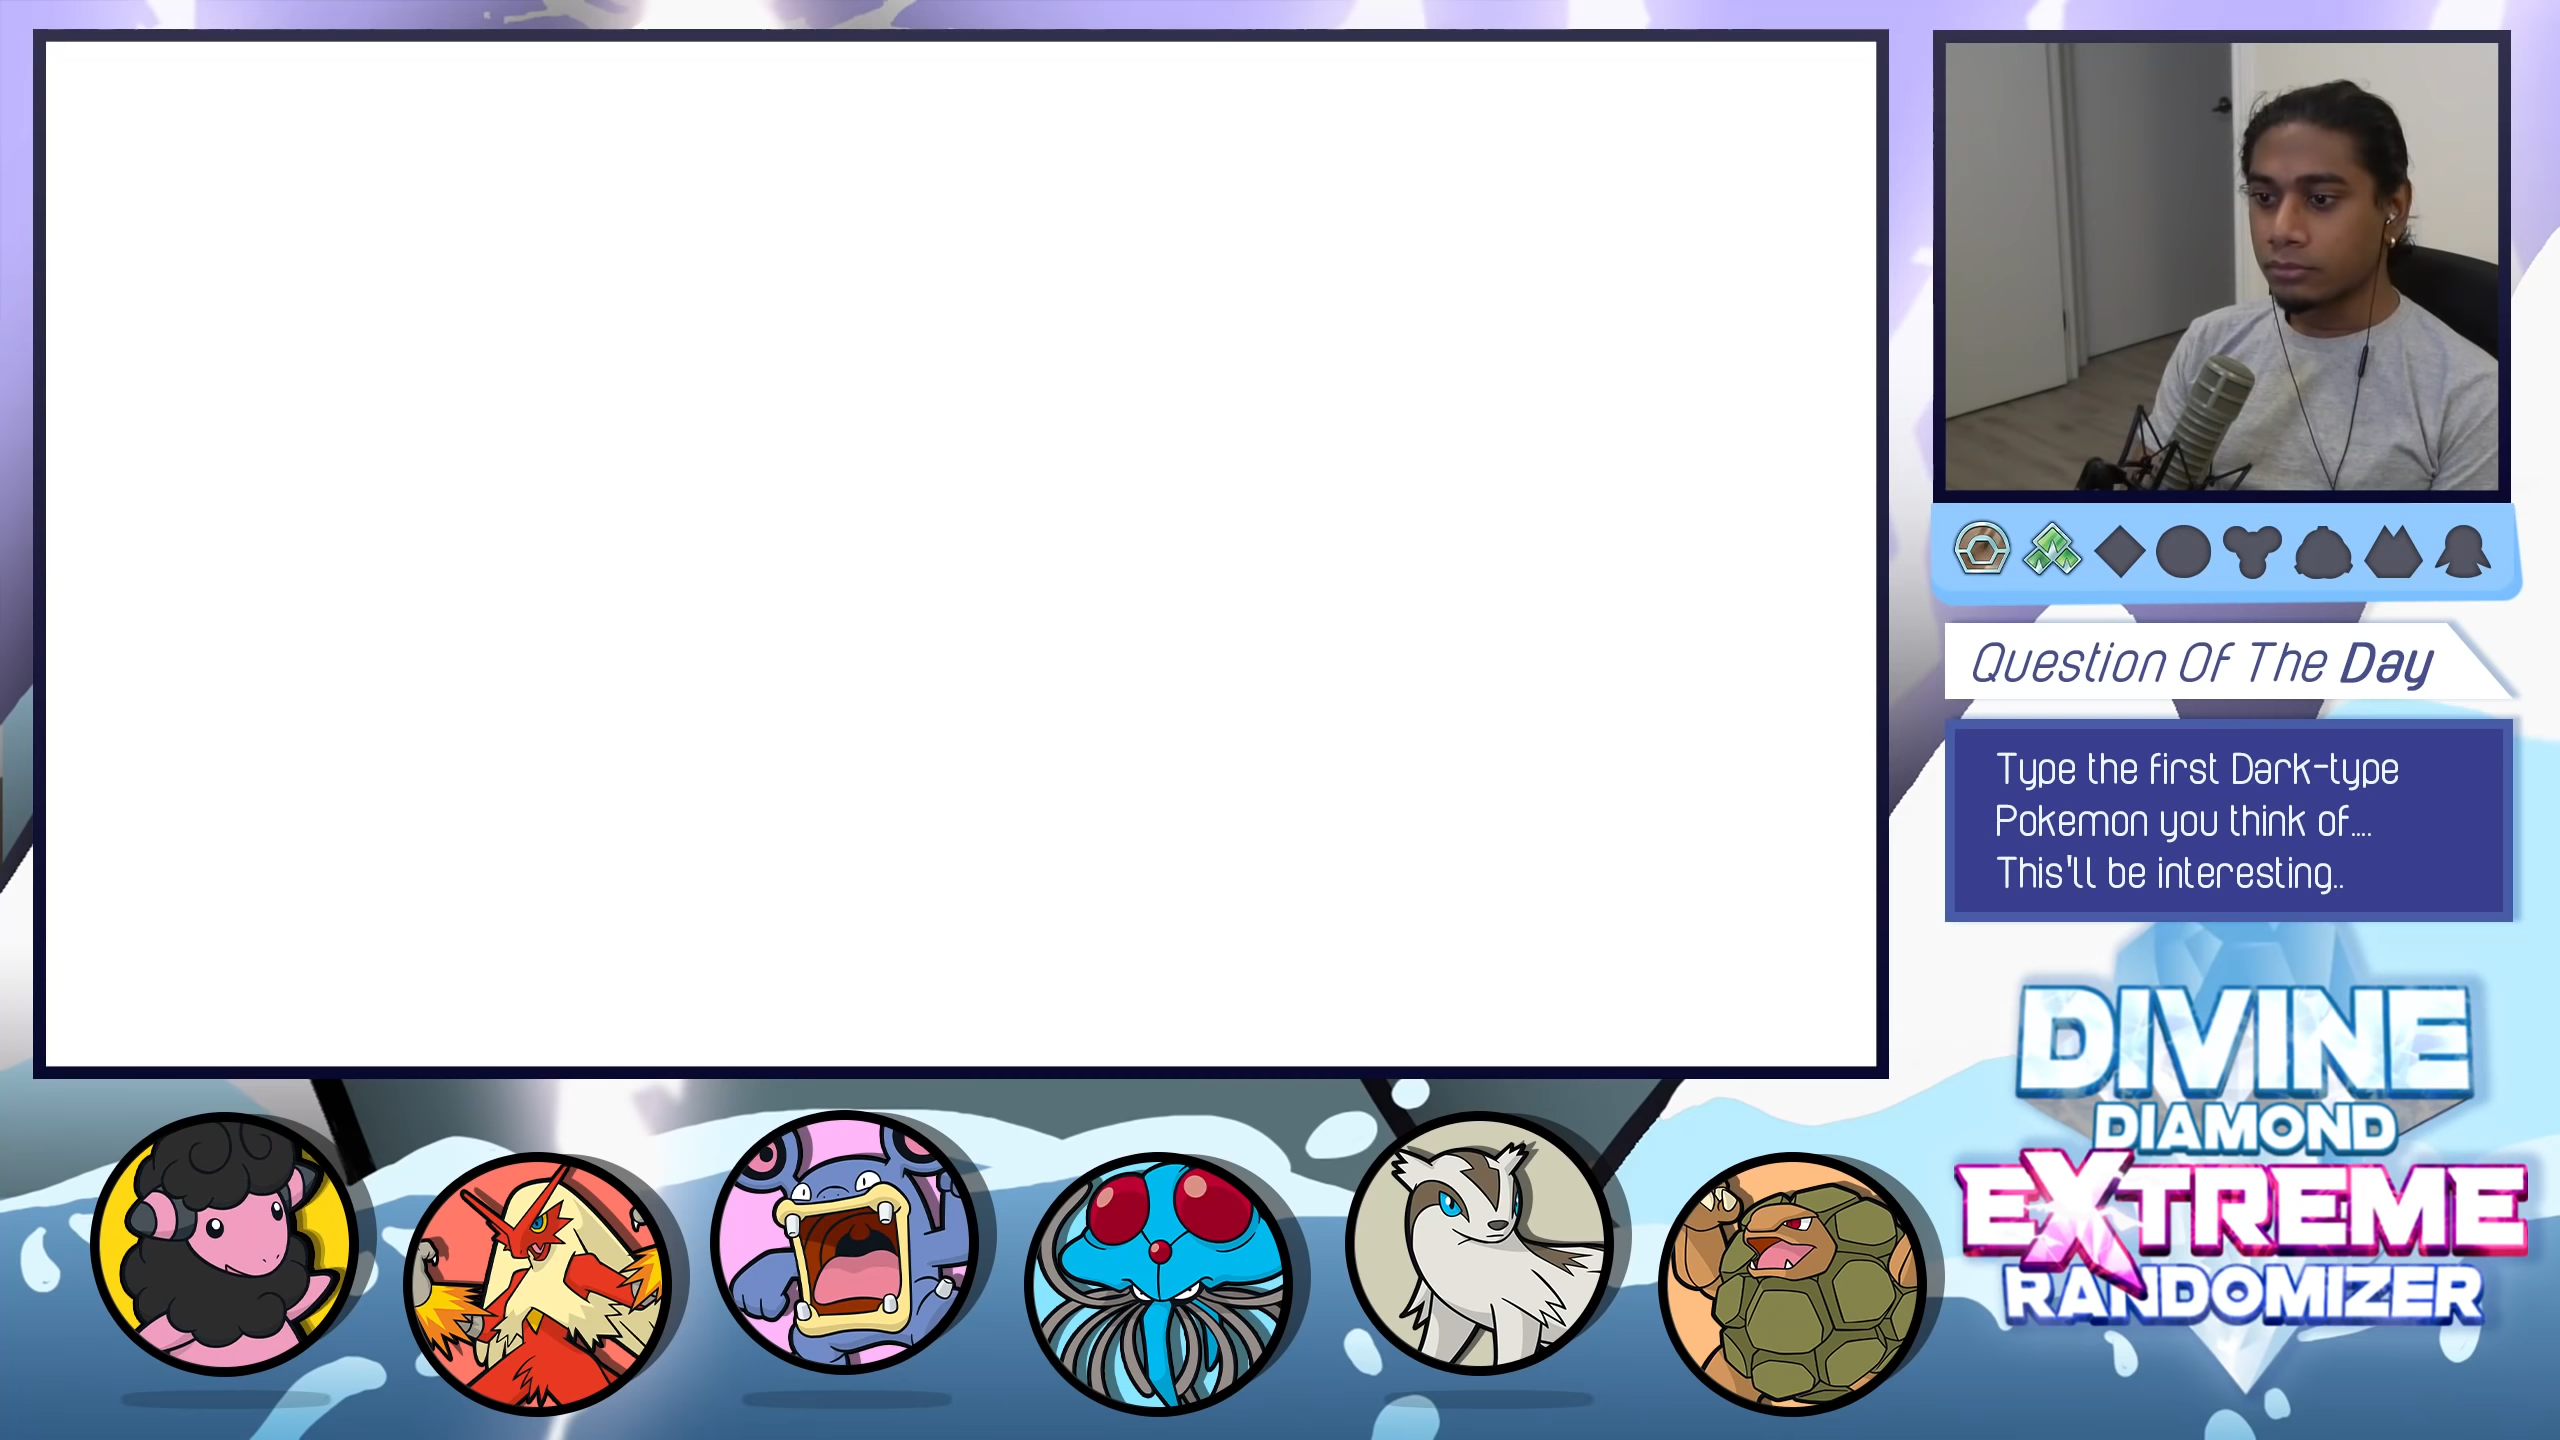 Question Of The Day
Type the first Dark-type
Pokemon you think of....
This'll be interesting..
DIVINE
DIAMOND
EXTREME
RANDOMIZER